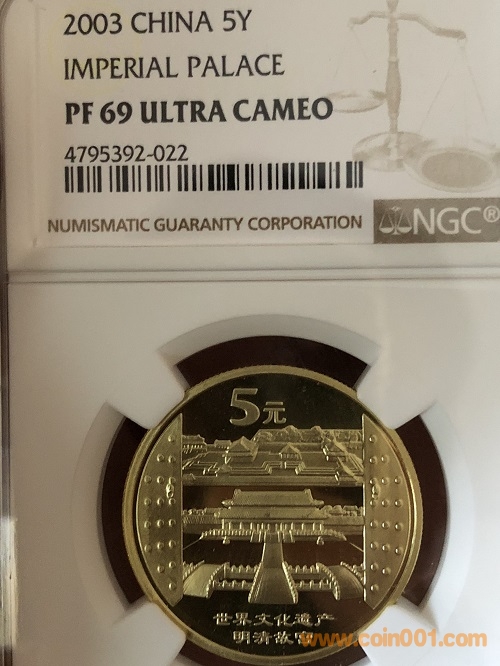 2003 CHINA 5Y
IMPERIAL PALACE
PF 69 ULTRA CAMEO
4795392-022
NUMISMATIC GUARANTY CORPORATION
NGC®
5元
世界文化遗产
明清故宫
www.coin001.com